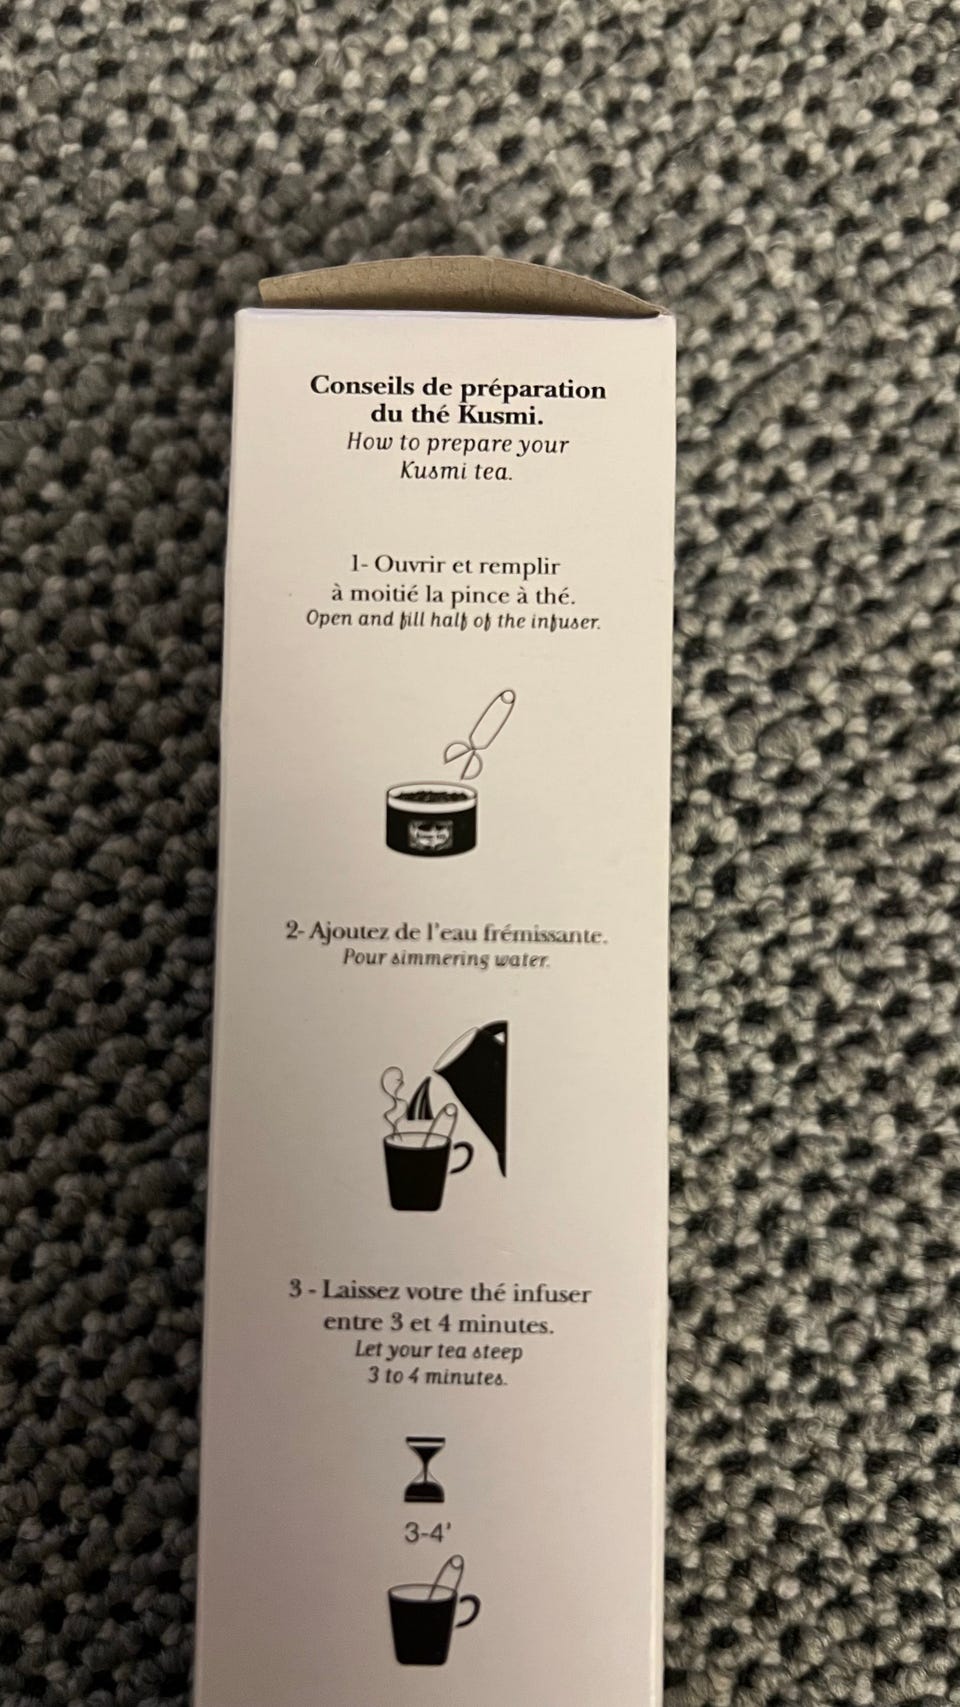 Conseils de préparation
du thé Kusmi.
How to prepare your
Kusmi tea.
1- Ouvrir et remplir
à moitié la pince à thé.
Open and fill half of the infuser.
2- Ajoutez de l'eau frémissante.
Pour simmering water.
3 - Laissez votre thé infuser
entre 3 et 4 minutes.
Let your tea steep
3 to 4 minutes.
3-4'